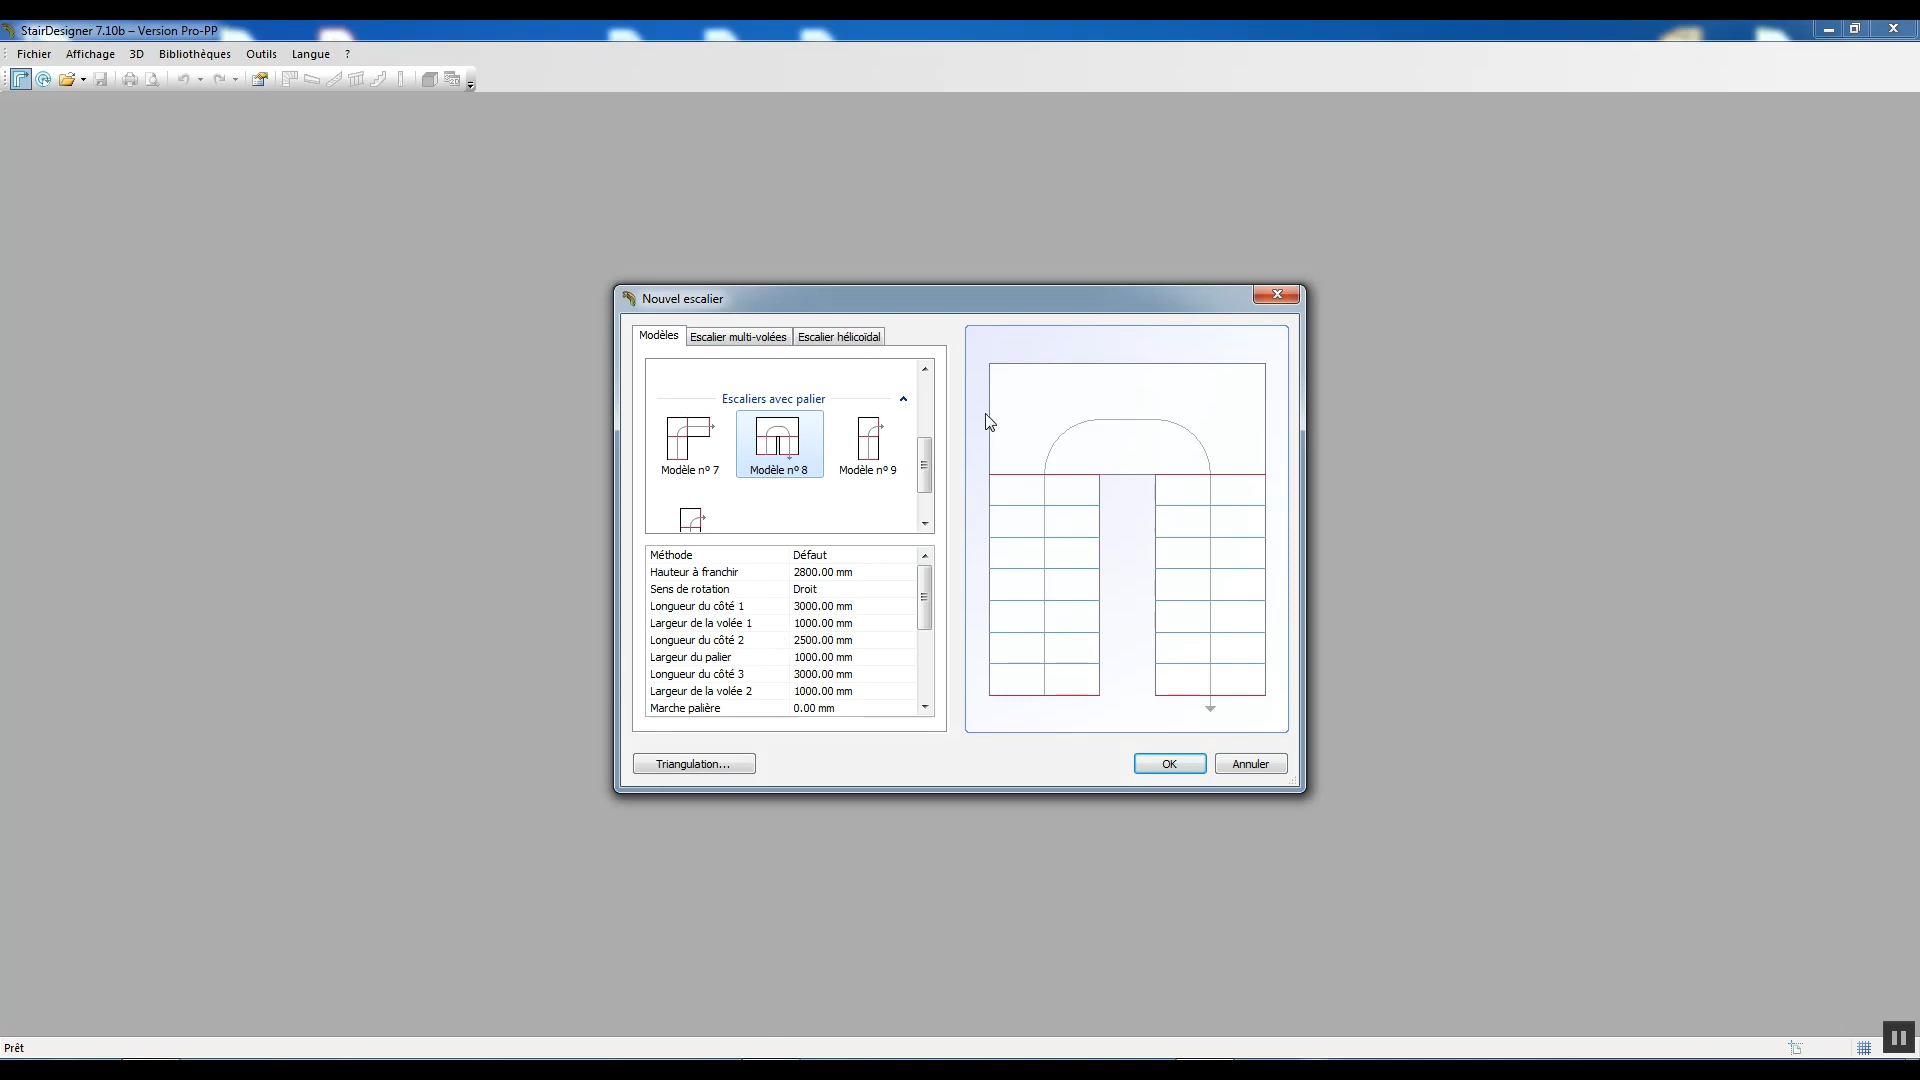 StairDesigner 7.10b – Version Pro-PP
Fichier Affichage 3D Bibliothèques Outils Langue ?
Nouvel escalier
Modèles Escalier multi-volées Escalier hélicoïdal
Escaliers avec palier
Modèle nº 7 Modèle nº 8 Modèle nº 9
Méthode Défaut
Hauteur à franchir 2800.00 mm
Sens de rotation Droit
Longueur du côté 1 3000.00 mm
Largeur de la volée 1 1000.00 mm
Longueur du côté 2 2500.00 mm
Largeur du palier 1000.00 mm
Longueur du côté 3 3000.00 mm
Largeur de la volée 2 1000.00 mm
Marche palière 0.00 mm
Triangulation... OK Annuler
Prêt